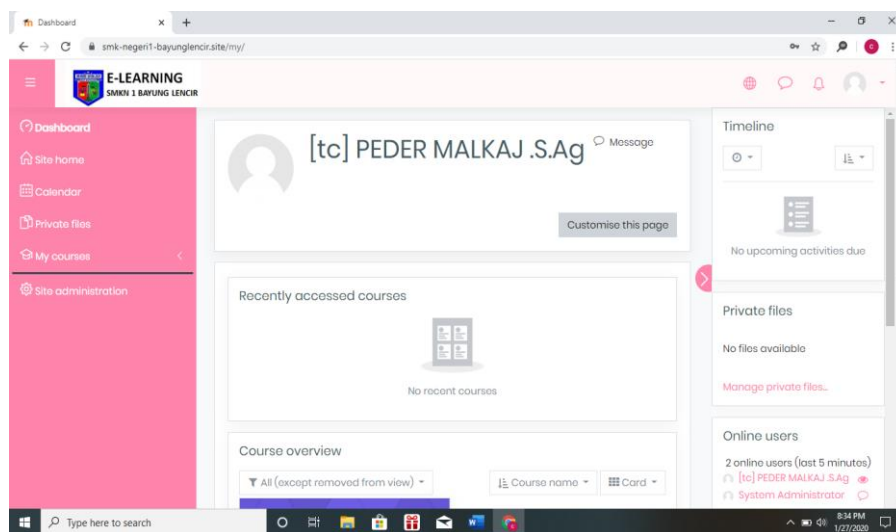 Dashboard
smk-negeri1-bayunglencir.site/my/
E-LEARNING
SMKN 1 BAYUNG LENCIR
Dashboard
Site home
Calendar
Private files
My courses
Site administration
[tc] PEDER MALKAJ .S.Ag
Message
Customise this page
Recently accessed courses
No recent courses
Course overview
All (except removed from view)
Course name
Card
Timeline
No upcoming activities due
Private files
No files available
Manage private files...
Online users
2 online users (last 5 minutes)
[tc] PEDER MALKAJ .S.Ag
System Administrator
Type here to search
8:34 PM
1/27/2020